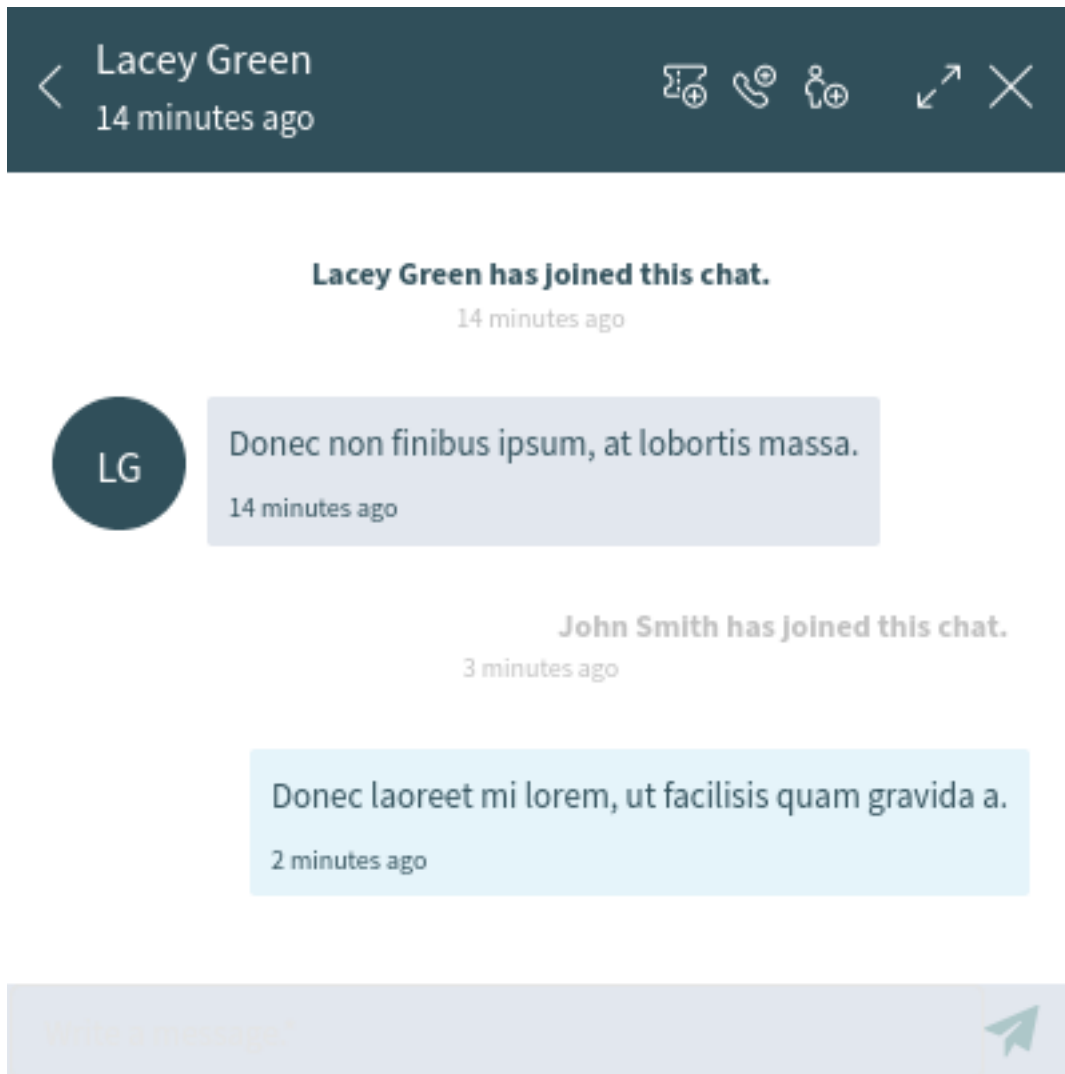 Lacey Green
14 minutes ago
Lacey Green has joined this chat.
14 minutes ago
LG
Donec non finibus ipsum, at lobortis massa.
14 minutes ago
John Smith has joined this chat.
3 minutes ago
Donec laoreet mi lorem, ut facilisis quam gravida a.
2 minutes ago